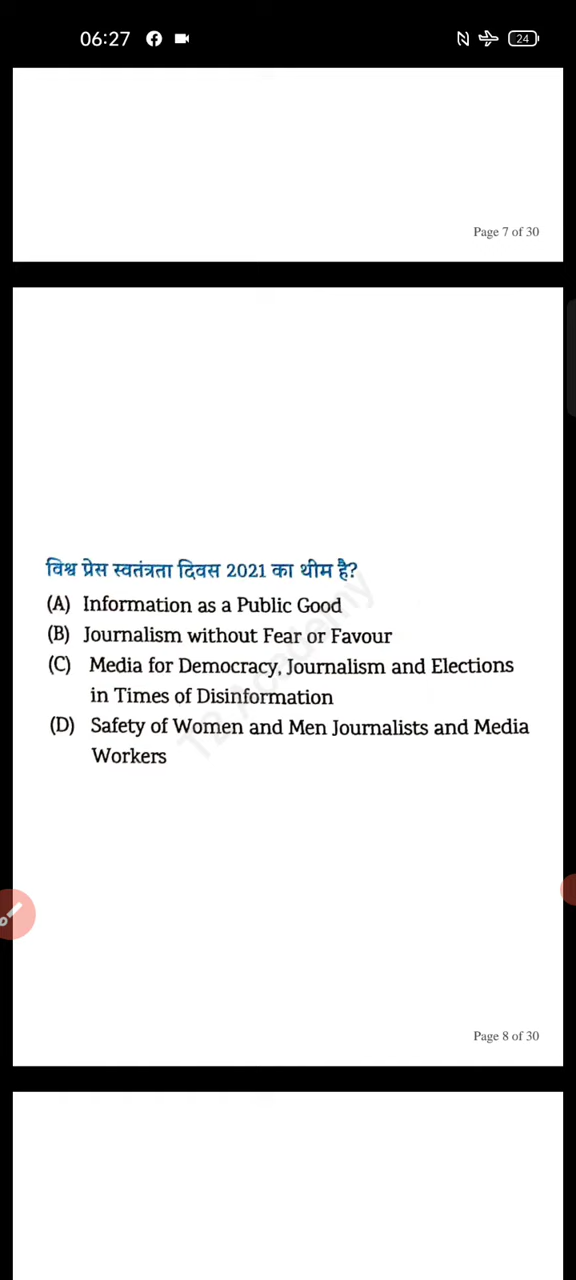 06:27
24
Page 7 of 30
विश्व प्रेस स्वतंत्रता दिवस 2021 का थीम है?
(A) Information as a Public Good
(B) Journalism without Fear or Favour
(C) Media for Democracy, Journalism and Elections
in Times of Disinformation
(D) Safety of Women and Men Journalists and Media
Workers
12 Academy
Page 8 of 30